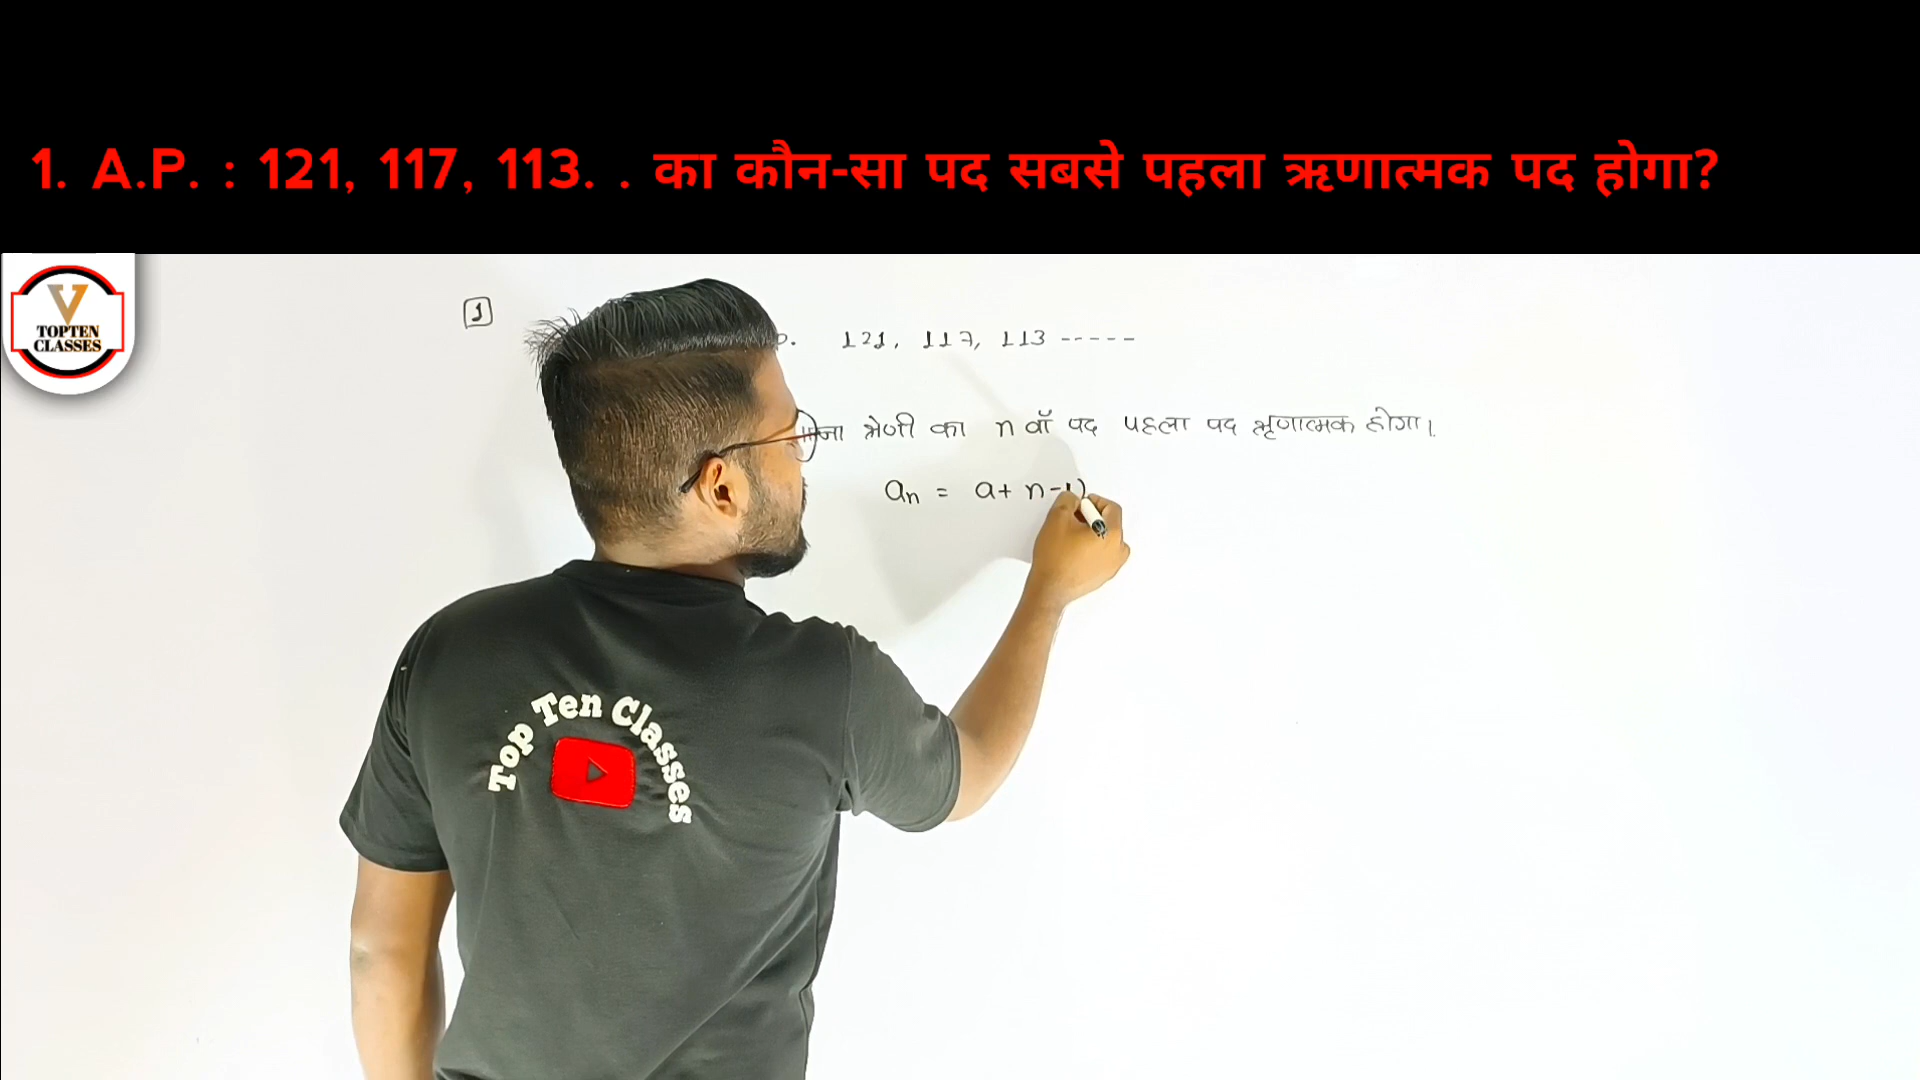 1. A.P. : 121, 117, 113. . का कौन-सा पद सबसे पहला ऋणात्मक पद होगा?
V
TOPTEN
CLASSES
1
121, 117, 113 -----
श्रेणी का n वाँ पद पहला पद ऋणात्मक होगा।
an = a+ n-1)
Top Ten Classes